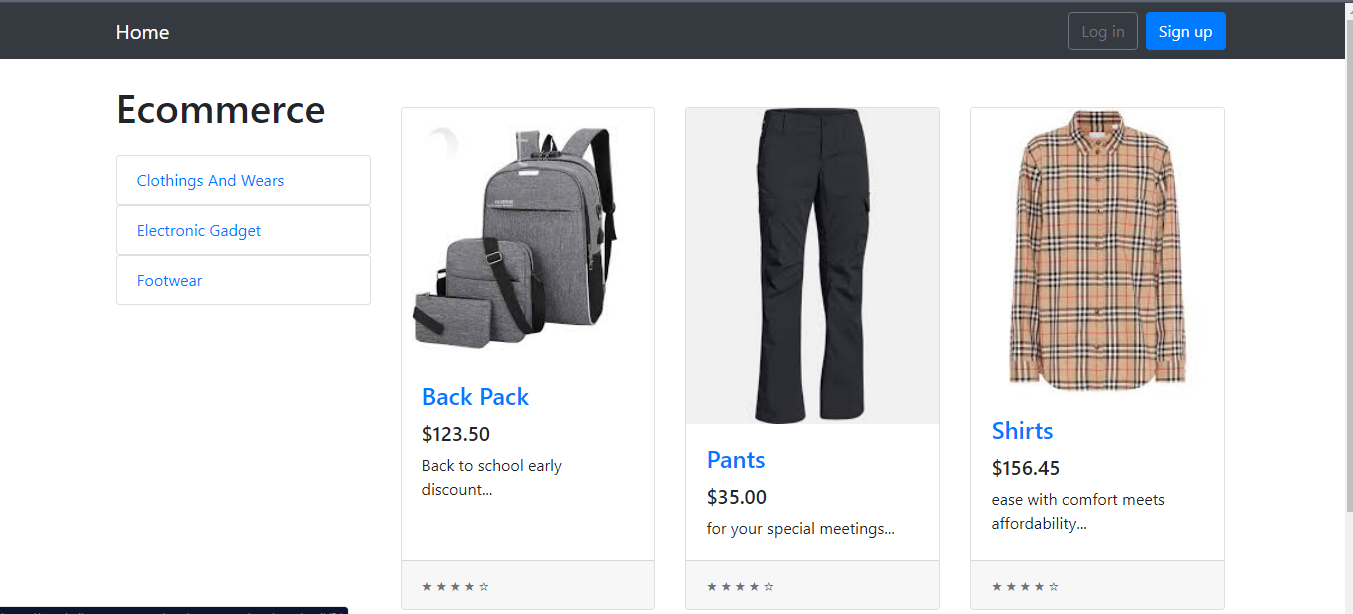 Home
Log in
Sign up
Ecommerce
Clothings And Wears
Electronic Gadget
Footwear
Back Pack
$123.50
Back to school early
discount...
★ ★ ★ ★ ☆
Pants
$35.00
for your special meetings...
★ ★ ★ ★ ☆
Shirts
$156.45
ease with comfort meets
affordability...
★ ★ ★ ★ ☆